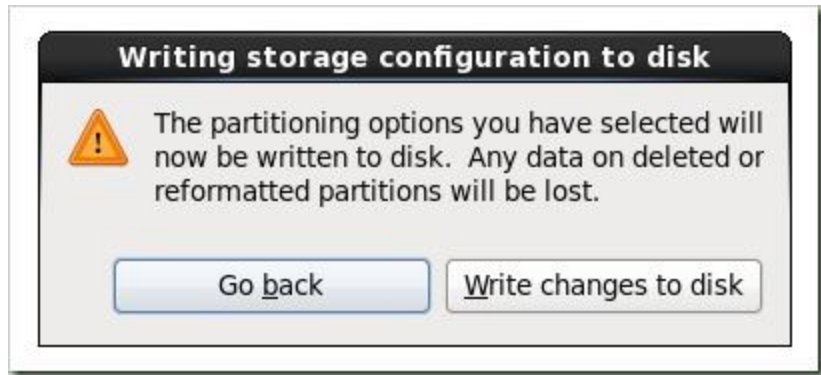 Writing storage configuration to disk
The partitioning options you have selected will
now be written to disk.  Any data on deleted or
reformatted partitions will be lost.
Go back
Write changes to disk